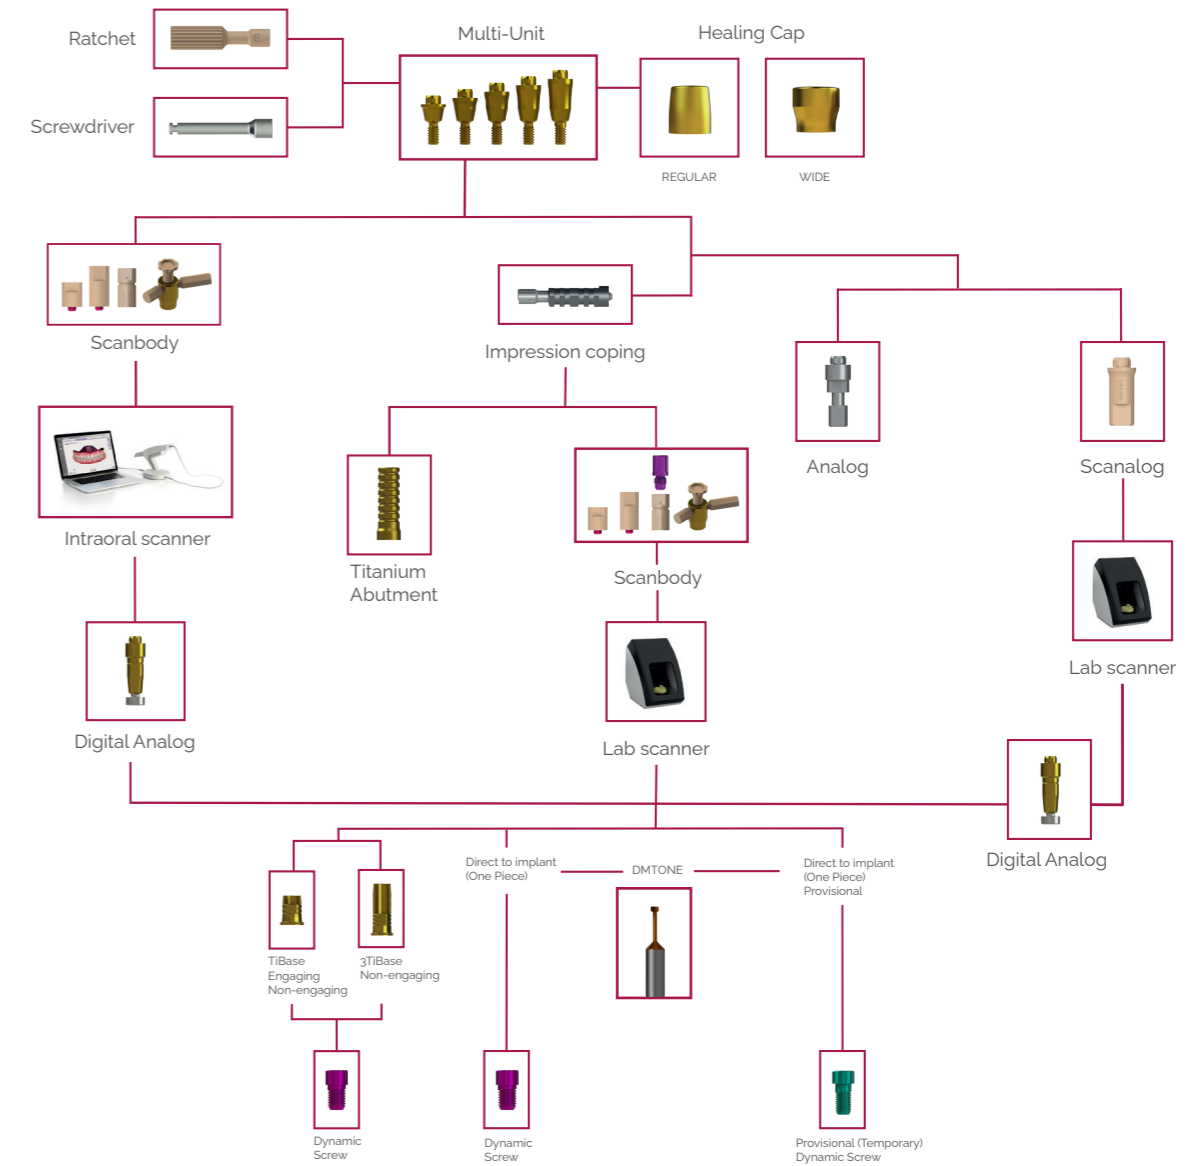 Multi-Unit
Healing Cap
Ratchet
Screwdriver
REGULAR
WIDE
Scanbody
Impression coping
Analog
Scanalog
Intraoral scanner
Titanium
Abutment
Scanbody
Lab scanner
Digital Analog
Lab scanner
Digital Analog
Direct to implant
(One Piece)
DMTONE
Direct to implant
(One Piece)
Provisional
TiBase
Engaging
Non-engaging
3TiBase
Non-engaging
Dynamic
Screw
Dynamic
Screw
Provisional (Temporary)
Dynamic Screw